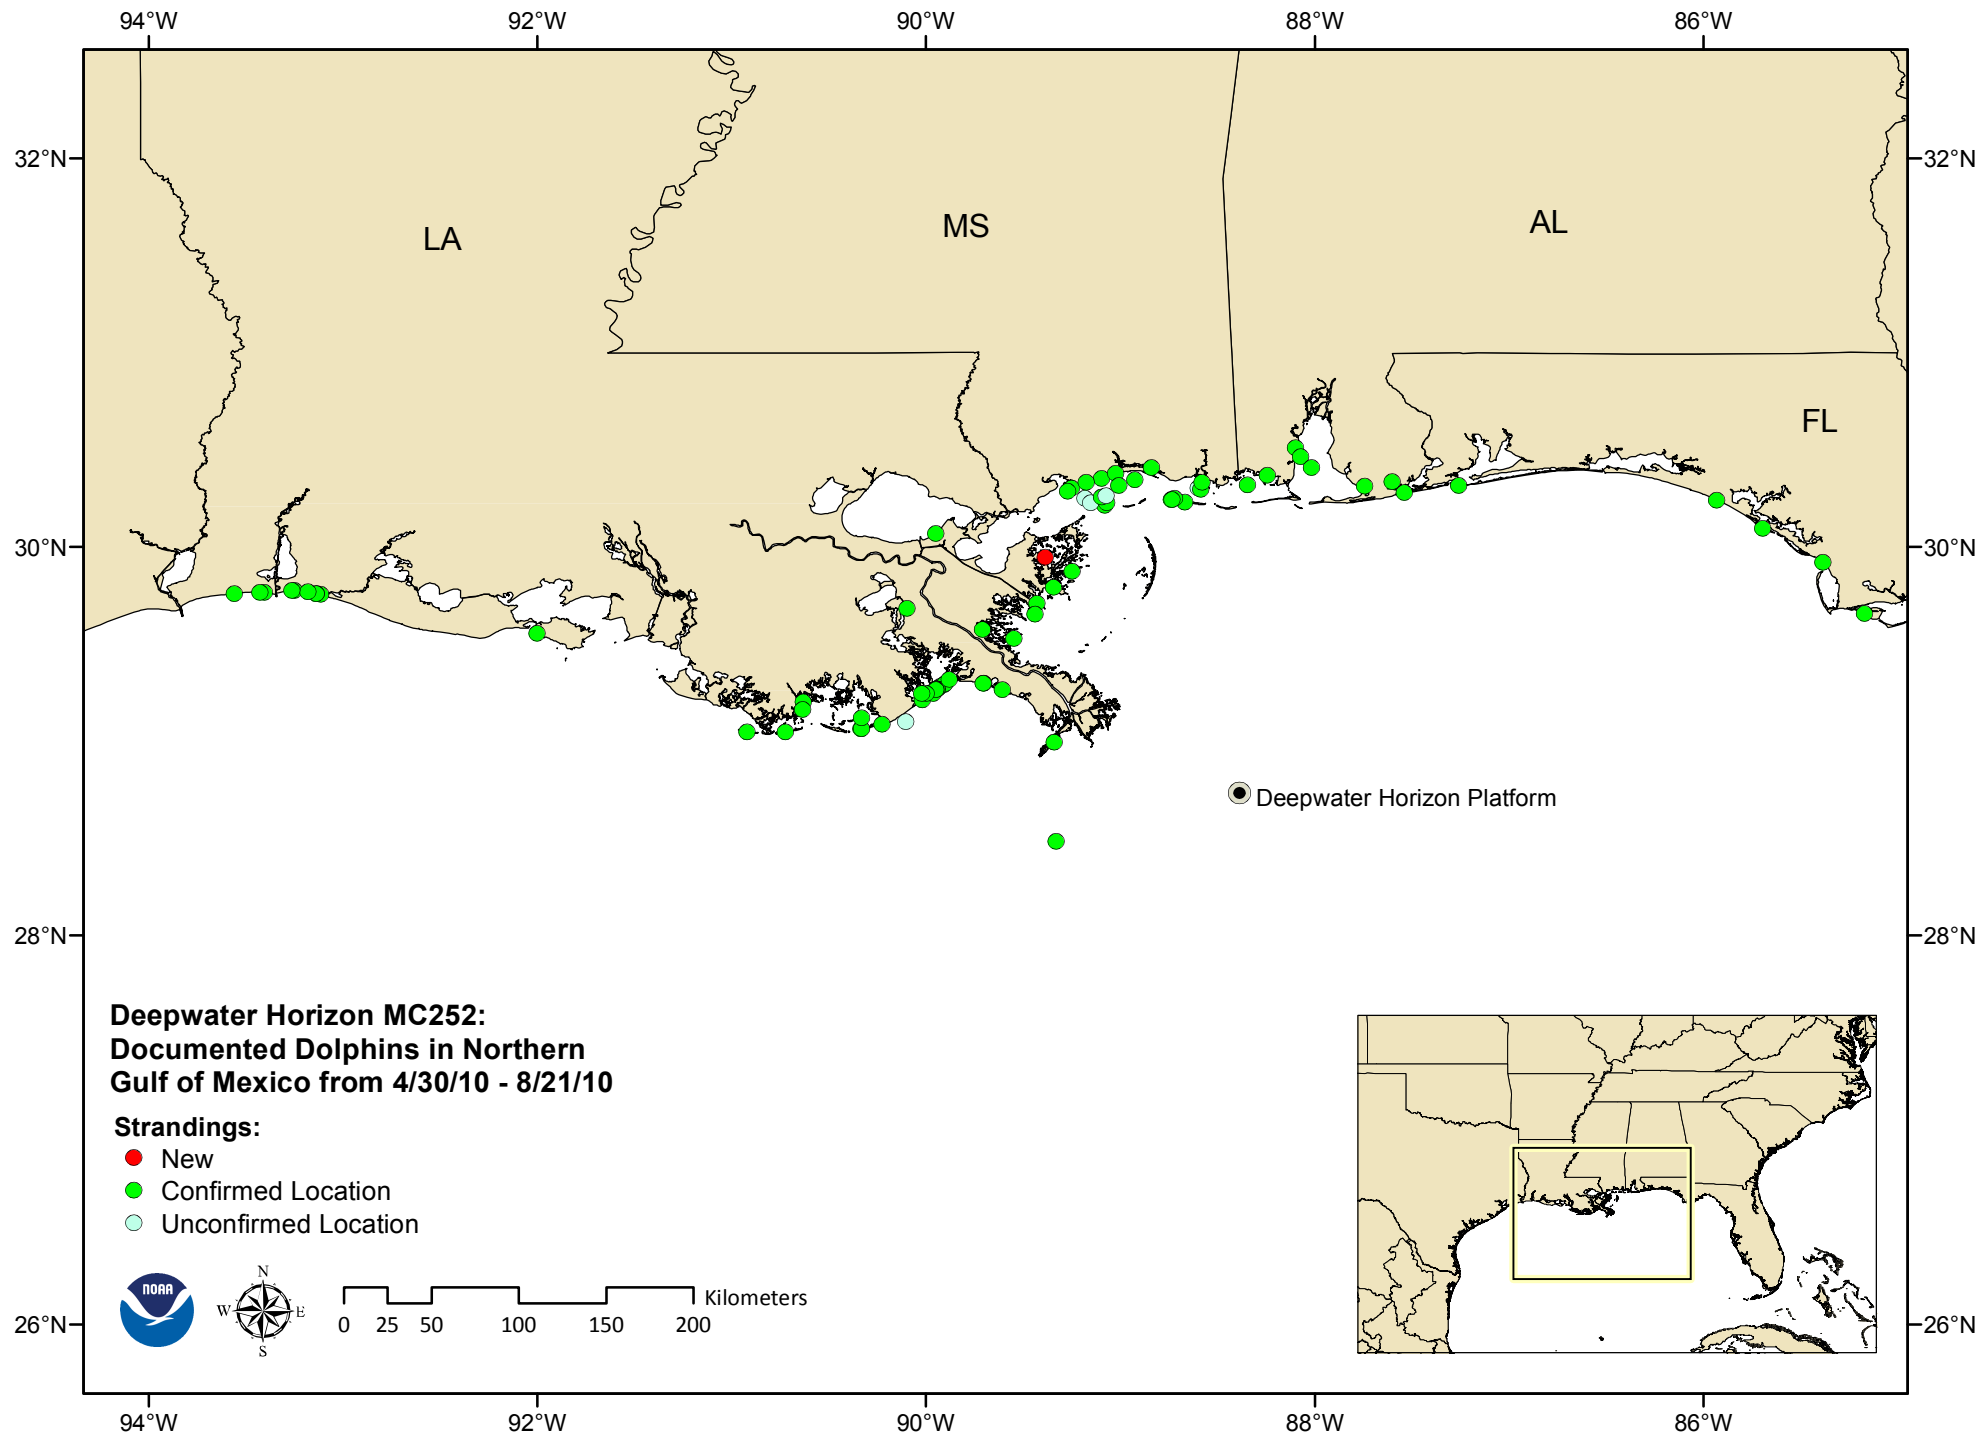 94°W 92°W 90°W 88°W 86°W
32°N 32°N
LA MS AL
FL
30°N 30°N
Deepwater Horizon Platform
28°N 28°N
Deepwater Horizon MC252:
Documented Dolphins in Northern
Gulf of Mexico from 4/30/10 - 8/21/10
Strandings:
New
Confirmed Location
Unconfirmed Location
NOAA
N
W E
S
Kilometers
0 25 50 100 150 200
26°N 26°N
94°W 92°W 90°W 88°W 86°W